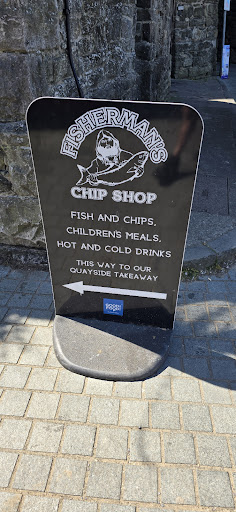 FISHERMAN'S
CHIP SHOP
FISH AND CHIPS,
CHILDREN'S MEALS,
HOT AND COLD DRINKS
THIS WAY TO OUR
QUAYSIDE TAKEAWAY